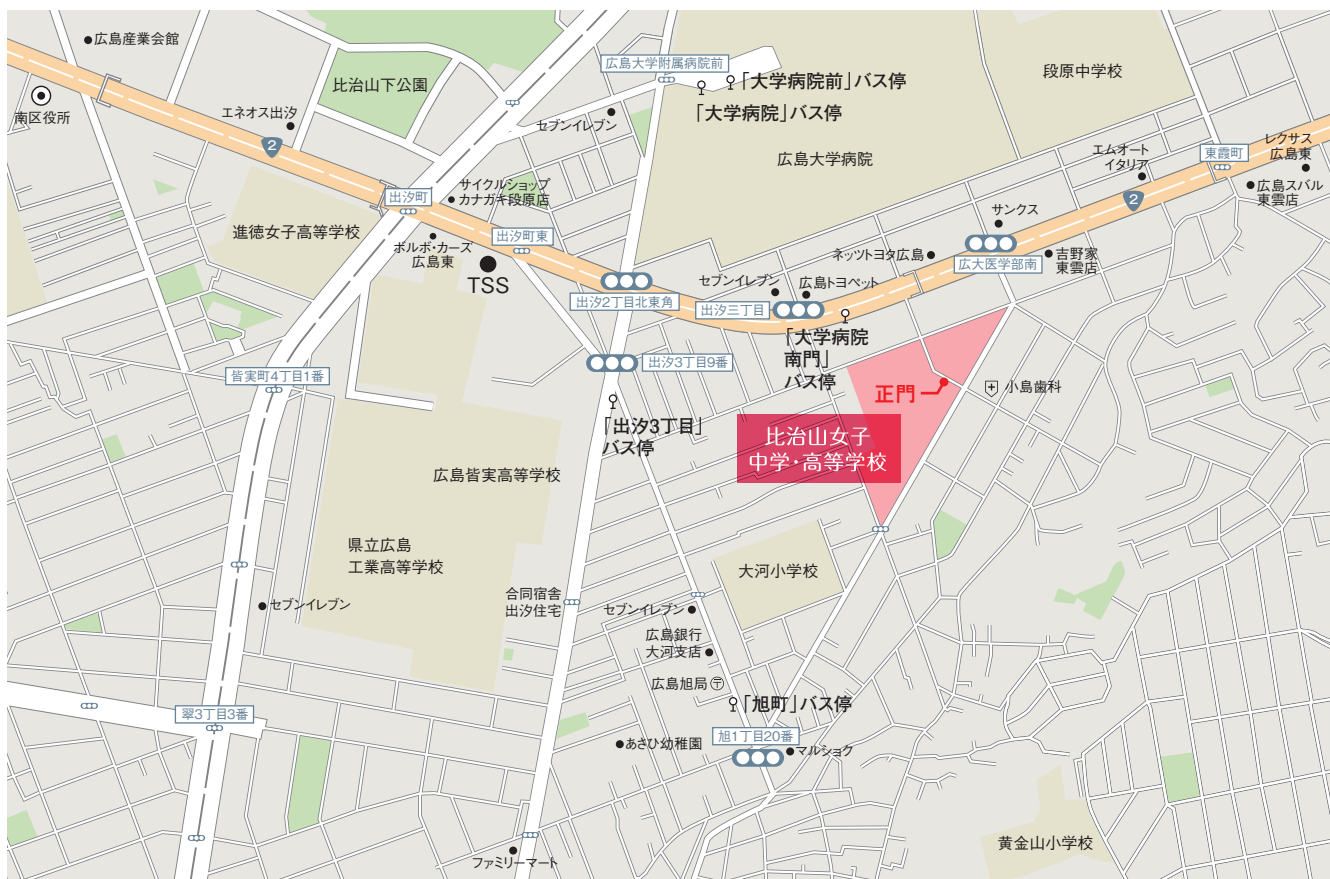 広島産業会館
南区役所
エネオス出汐
2
比治山下公園
広島大学附属病院前
「大学病院前」バス停
「大学病院」バス停
セブンイレブン
段原中学校
広島大学病院
エムオート
イタリア
東霞町
レクサス
広島東
広島スバル
東雲店
2
出汐町
サイクルショップ
カナガキ段原店
進徳女子高等学校
ボルボ・カーズ
広島東
出汐町東
TSS
サンクス
ネッツトヨタ広島
広大医学部南
吉野家
東雲店
出汐2丁目北東角
セブンイレブン
広島トヨペット
出汐三丁目
「大学病院
南門」
バス停
出汐3丁目9番
皆実町4丁目1番
正門
小島歯科
「出汐3丁目」
バス停
比治山女子
中学・高等学校
広島皆実高等学校
県立広島
工業高等学校
大河小学校
合同宿舎
出汐住宅
セブンイレブン
セブンイレブン
広島銀行
大河支店
広島旭局〒
「旭町」バス停
翠3丁目3番
あさひ幼稚園
旭1丁目20番
マルショク
ファミリーマート
黄金山小学校